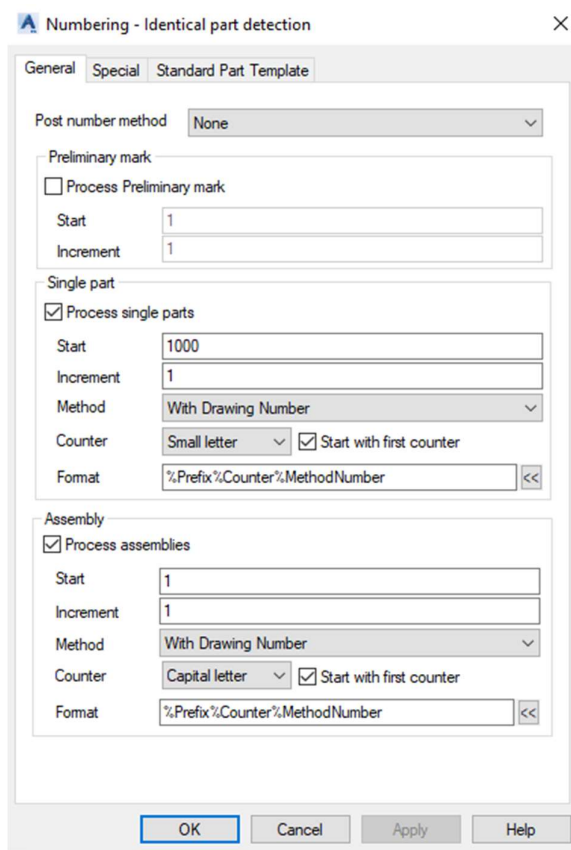 Numbering - Identical part detection
General Special Standard Part Template
Post number method None
Preliminary mark
Process Preliminary mark
Start 1
Increment 1
Single part
Process single parts
Start 1000
Increment 1
Method With Drawing Number
Counter Small letter Start with first counter
Format %Prefix%Counter%MethodNumber <<
Assembly
Process assemblies
Start 1
Increment 1
Method With Drawing Number
Counter Capital letter Start with first counter
Format %Prefix%Counter%MethodNumber <<
OK Cancel Apply Help